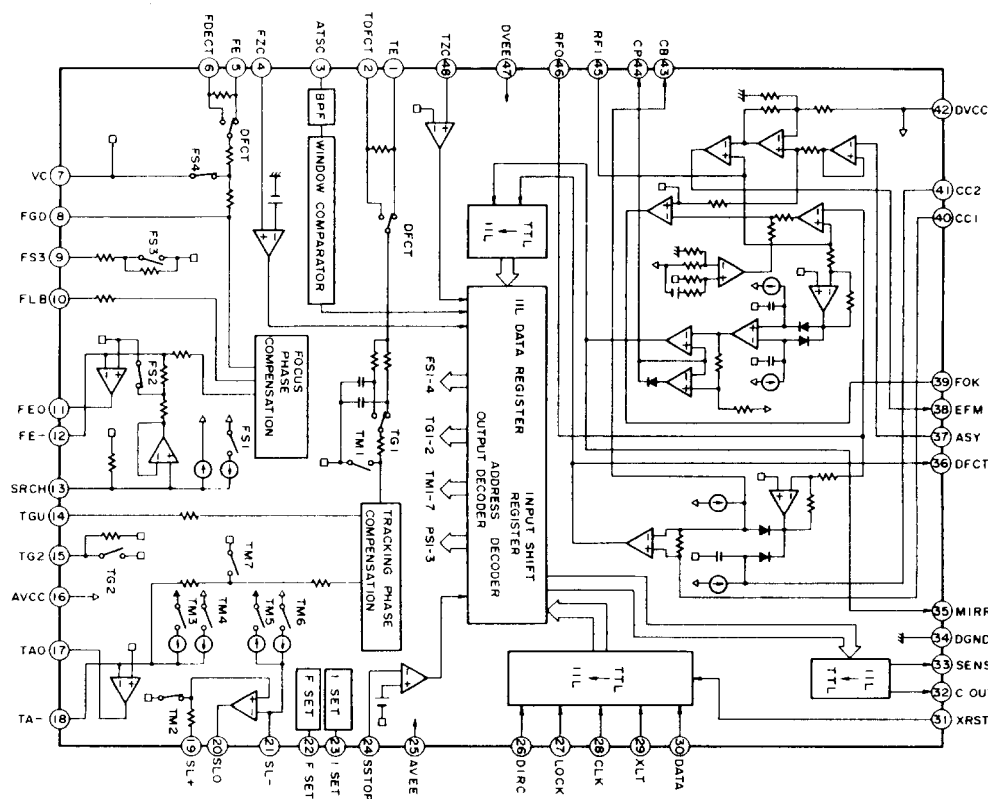 FDECT 6
FE 5
FZC 4
ATSC 3
TDFCT 2
TE 1
TZC 48
DVEE 47
RFO 46
RFI 45
CP 44
CB 43
VC 7
FGD 8
FS3 9
FLB 10
FEO 11
FE- 12
SRCH 13
TGU 14
TG2 15
AVCC 16
TAO 17
TA- 18
19 SL+
20 SLO
21 SL-
22 F SET
23 I SET
24 SSTOP
25 AVEE
26 DIRC
27 LOCK
28 CLK
29 XLT
30 DATA
42 DVCC
41 CC2
40 CC1
39 FOK
38 EFM
37 ASY
36 DFCT
35 MIRR
34 DGND
33 SENS
32 C OUT
31 XRST
DFCT
FS4
FS3
FS2
FS1
BPF
WINDOW COMPARATOR
DFCT
FOCUS
PHASE
COMPENSATION
TM1
TG1
TRACKING PHASE
COMPENSATION
TG2
TM7
TM3
TM4
TM5
TM6
TM2
F SET
I SET
TTL
IIL
IIL DATA REGISTER
INPUT SHIFT
REGISTER
ADDRESS DECODER
OUTPUT DECODER
FS1-4
TG1-2
TM1-7
PS1-3
TTL
IIL
TTL
IIL